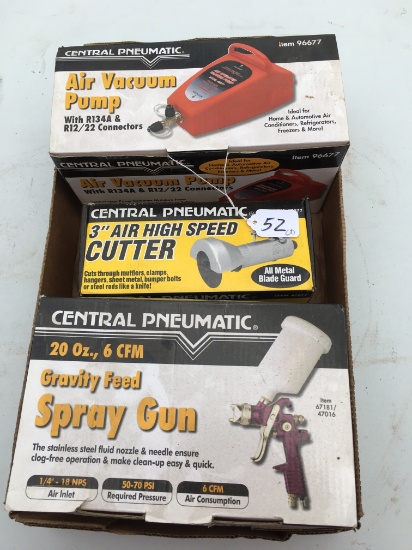 CENTRAL PNEUMATIC® Item 96677
Air Vacuum
Pump
With R134A &
R12/22 Connectors
Ideal for
Home & Automotive Air
Conditioners, Refrigerators,
Freezers & More!
CENTRAL PNEUMATIC
Item 96677
Air Vacuum Pump
With R134A & R12/22 Connectors
CENTRAL PNEUMATIC
3" AIR HIGH SPEED
CUTTER
52
Cuts through mufflers, clamps,
hangers, sheet metal, bumper bolts
or steel rods like a knife!
All Metal
Blade Guard
CENTRAL PNEUMATIC®
20 Oz., 6 CFM
Gravity Feed
Spray Gun
Item
67181/
47016
The stainless steel fluid nozzle & needle ensure
clog-free operation & make clean-up easy & quick.
1/4" - 18 NPS
Air Inlet
50-70 PSI
Required Pressure
6 CFM
Air Consumption